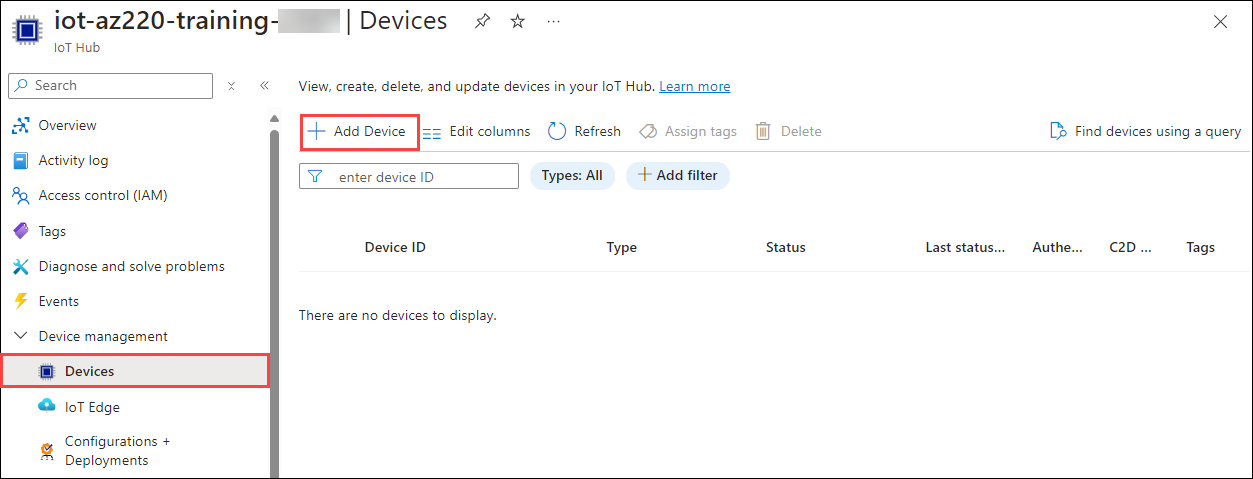 iot-az220-training- | Devices
IoT Hub
Search
Overview
Activity log
Access control (IAM)
Tags
Diagnose and solve problems
Events
Device management
Devices
IoT Edge
Configurations +
Deployments
View, create, delete, and update devices in your IoT Hub. Learn more
Add Device Edit columns Refresh Assign tags Delete Find devices using a query
enter device ID Types: All Add filter
Device ID Type Status Last status... Authe... C2D ... Tags
There are no devices to display.